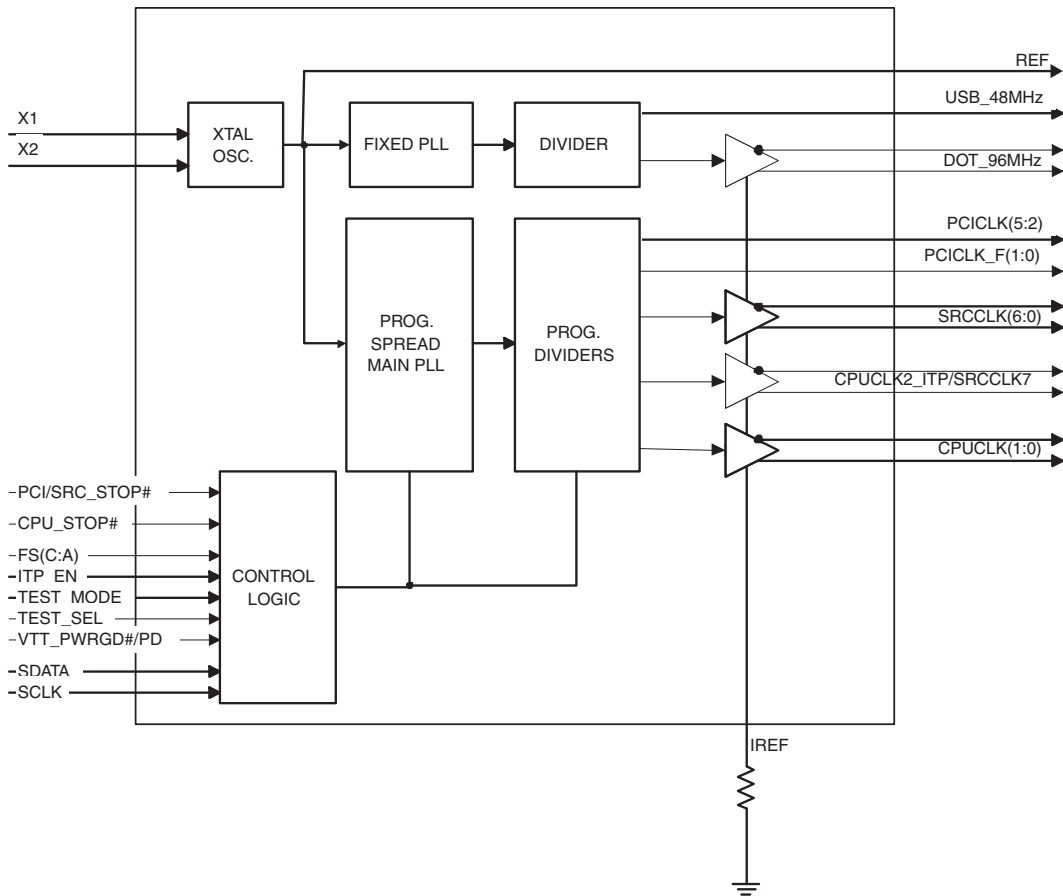 REF
USB_48MHz
X1
X2
XTAL
OSC.
FIXED PLL
DIVIDER
DOT_96MHz
PCICLK(5:2)
PCICLK_F(1:0)
PROG.
SPREAD
MAIN PLL
PROG.
DIVIDERS
SRCCLK(6:0)
CPUCLK2_ITP/SRCCLK7
CPUCLK(1:0)
PCI/SRC_STOP#
CPU_STOP#
FS(C:A)
ITP_EN
TEST_MODE
TEST_SEL
VTT_PWRGD#/PD
SDATA
SCLK
CONTROL
LOGIC
IREF